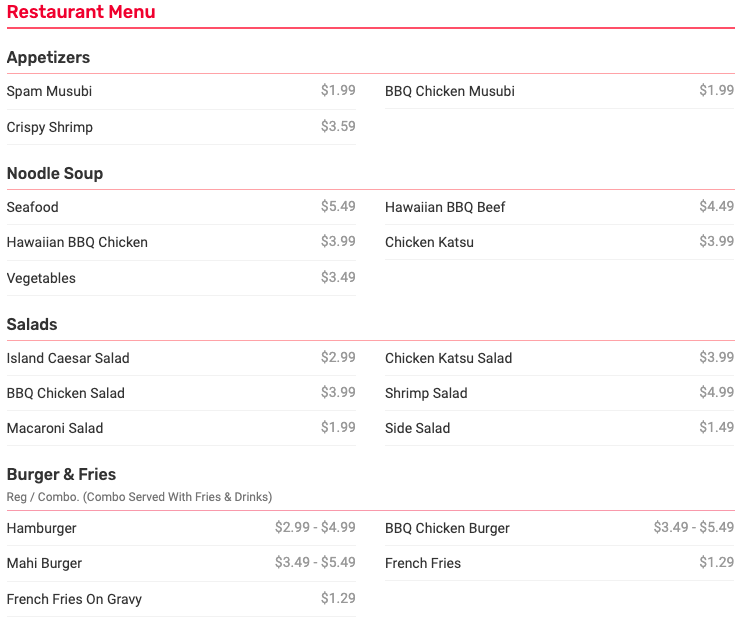 Restaurant Menu
Appetizers
Spam Musubi $1.99 BBQ Chicken Musubi $1.99
Crispy Shrimp $3.59
Noodle Soup
Seafood $5.49 Hawaiian BBQ Beef $4.49
Hawaiian BBQ Chicken $3.99 Chicken Katsu $3.99
Vegetables $3.49
Salads
Island Caesar Salad $2.99 Chicken Katsu Salad $3.99
BBQ Chicken Salad $3.99 Shrimp Salad $4.99
Macaroni Salad $1.99 Side Salad $1.49
Burger & Fries
Reg / Combo. (Combo Served With Fries & Drinks)
Hamburger $2.99 - $4.99 BBQ Chicken Burger $3.49 - $5.49
Mahi Burger $3.49 - $5.49 French Fries $1.29
French Fries On Gravy $1.29